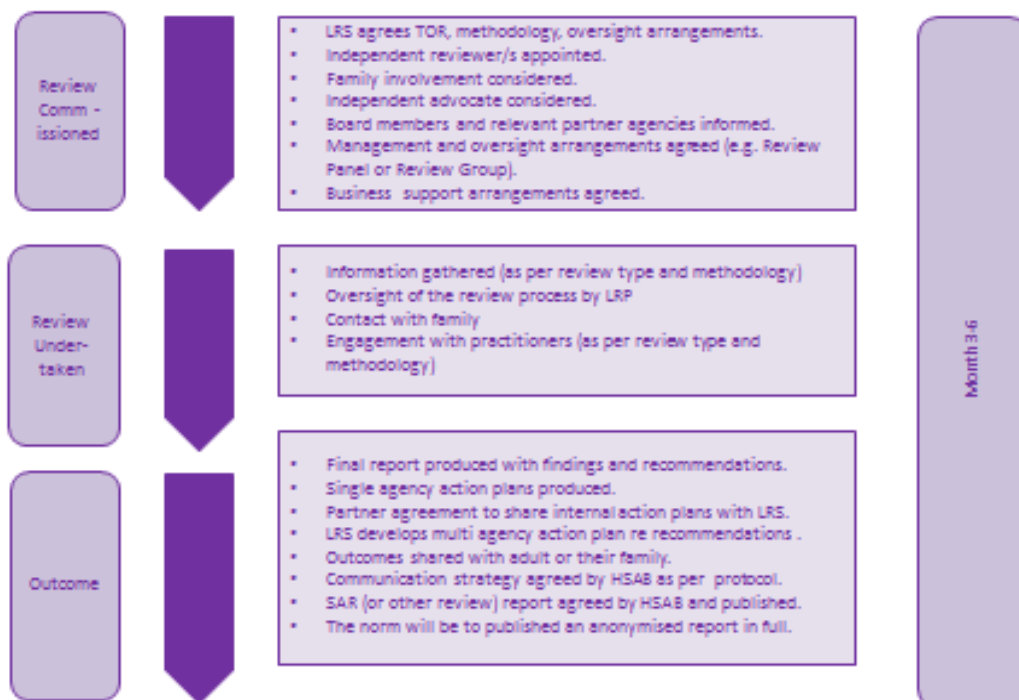 Review
Comm -
issioned
• LRS agrees TOR, methodology, oversight arrangements.
• Independent reviewer/s appointed.
• Family involvement considered.
• Independent advocate considered.
• Board members and relevant partner agencies informed.
• Management and oversight arrangements agreed (e.g. Review
Panel or Review Group).
• Business support arrangements agreed.
Review
Under-
taken
• Information gathered (as per review type and methodology)
• Oversight of the review process by LRP
• Contact with family
• Engagement with practitioners (as per review type and
methodology)
Month 3-6
Outcome
• Final report produced with findings and recommendations.
• Single agency action plans produced.
• Partner agreement to share internal action plans with LRS.
• LRS develops multi agency action plan re recommendations .
• Outcomes shared with adult or their family.
• Communication strategy agreed by HSAB as per protocol.
• SAR (or other review) report agreed by HSAB and published.
• The norm will be to published an anonymised report in full.